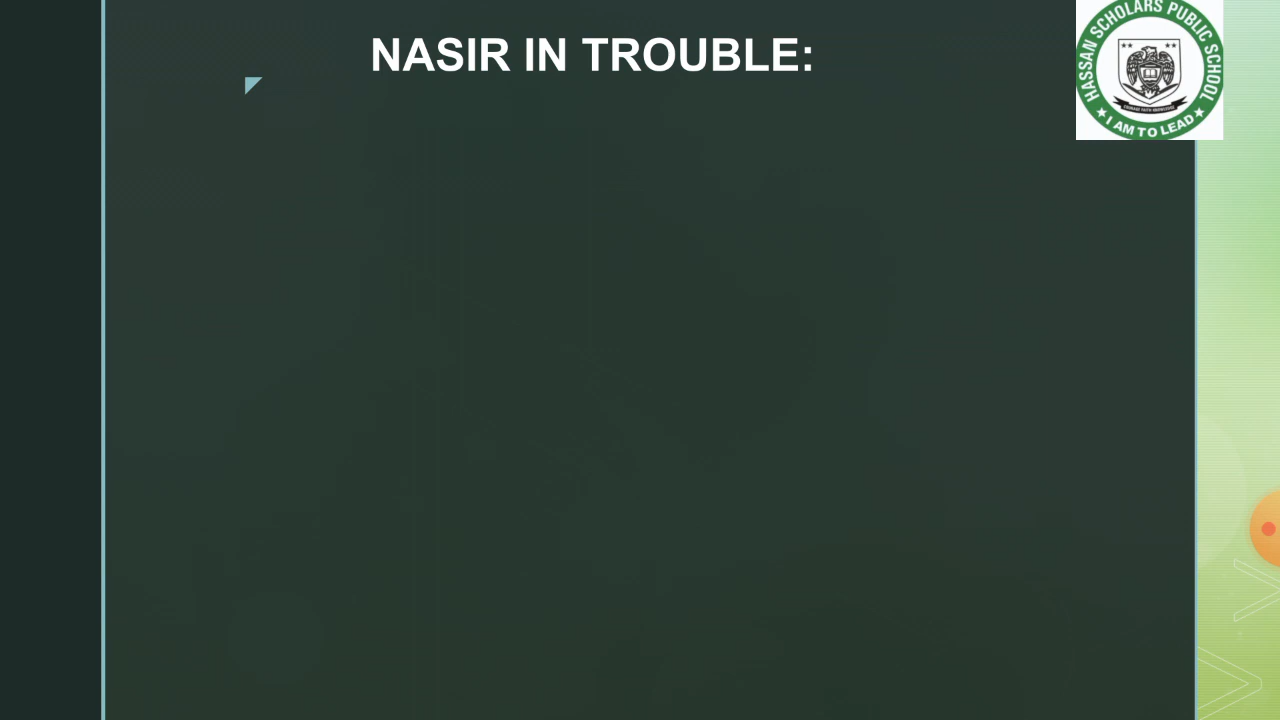 NASIR IN TROUBLE:
HASSAN SCHOLARS PUBLIC SCHOOL
I AM TO LEAD